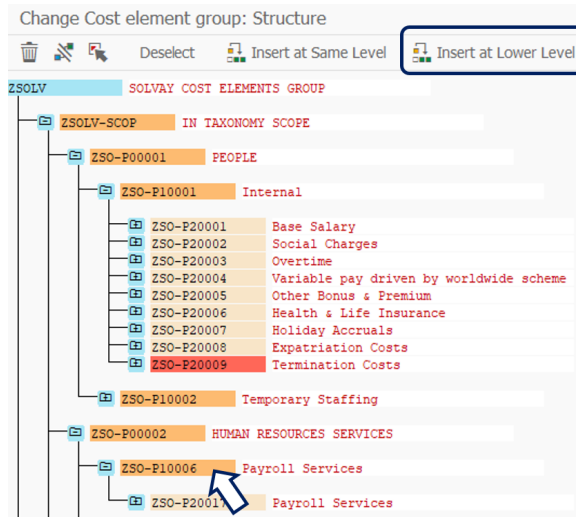 Change Cost element group: Structure
Deselect Insert at Same Level Insert at Lower Level
ZSOLV SOLVAY COST ELEMENTS GROUP
ZSOLV-SCOP IN TAXONOMY SCOPE
ZSO-P00001 PEOPLE
ZSO-P10001 Internal
ZSO-P20001 Base Salary
ZSO-P20002 Social Charges
ZSO-P20003 Overtime
ZSO-P20004 Variable pay driven by worldwide scheme
ZSO-P20005 Other Bonus & Premium
ZSO-P20006 Health & Life Insurance
ZSO-P20007 Holiday Accruals
ZSO-P20008 Expatriation Costs
ZSO-P20009 Termination Costs
ZSO-P10002 Temporary Staffing
ZSO-P00002 HUMAN RESOURCES SERVICES
ZSO-P10006 Payroll Services
ZSO-P20017 Payroll Services